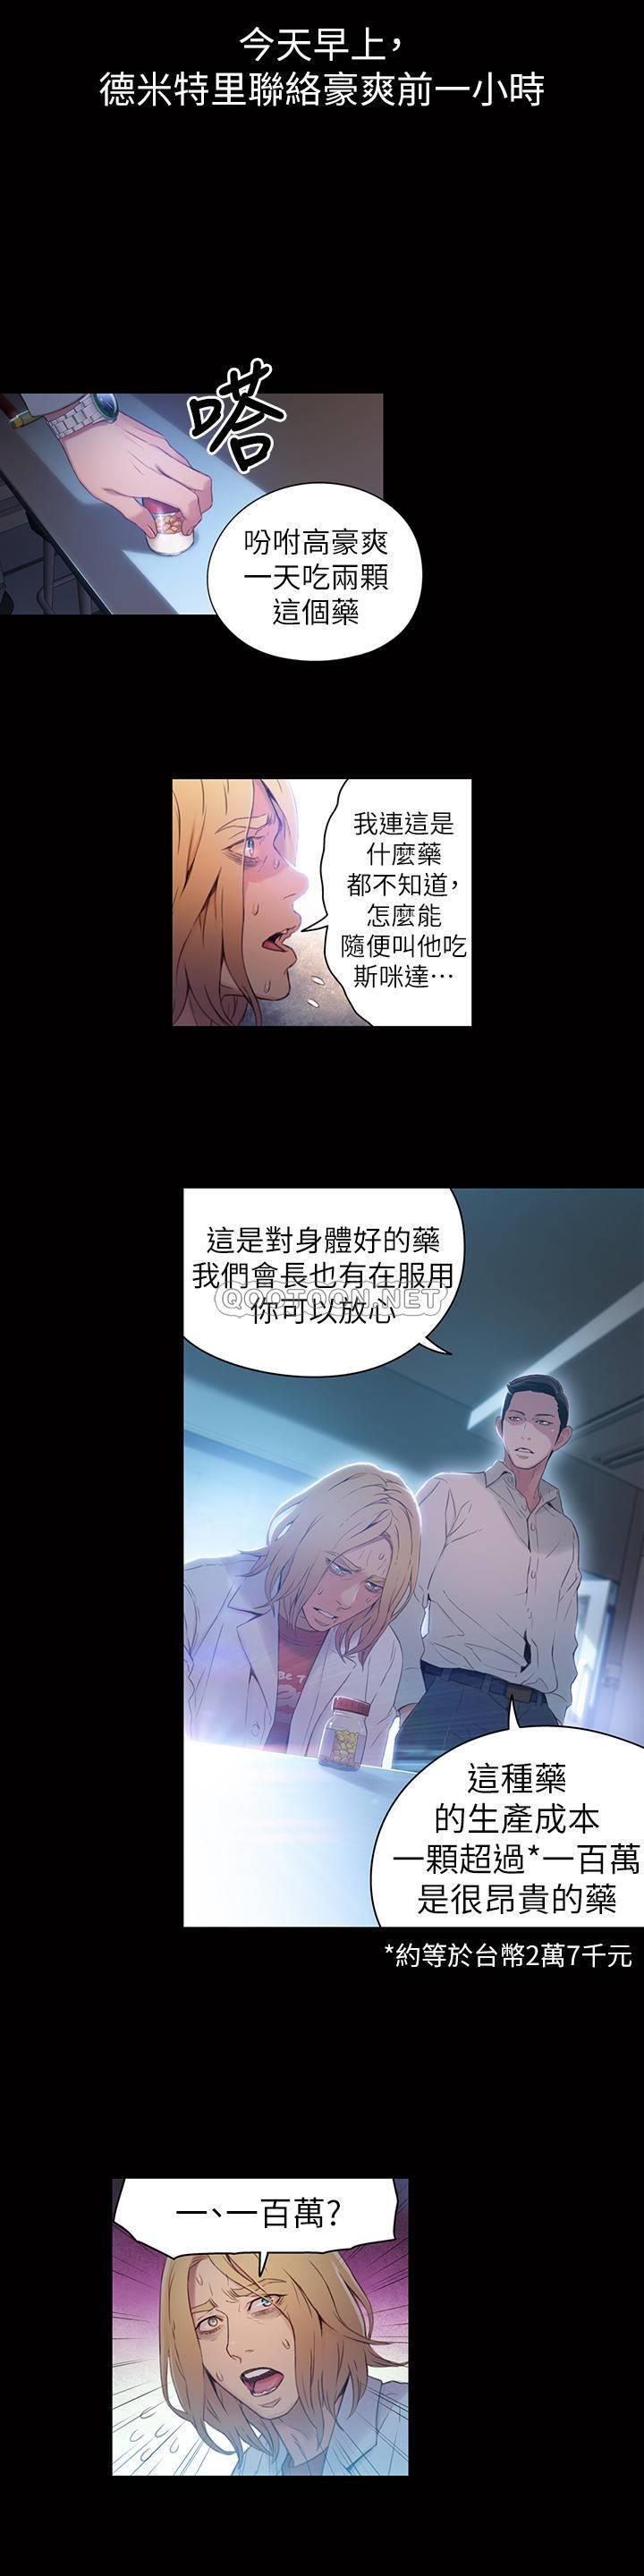 今天早上，
德米特里聯絡豪爽前一小時
嗒
吩咐高豪爽
一天吃兩顆
這個藥
我連這是
什麼藥
都不知道，
怎麼能
隨便叫他吃
斯咪達⋯
這是對身體好的藥
我們會長也有在服用
QOOTOON.NET
你可以放心
這種藥
的生產成本
一顆超過*一百萬
是很昂貴的藥
*約等於台幣2萬7千元
一、一百萬?